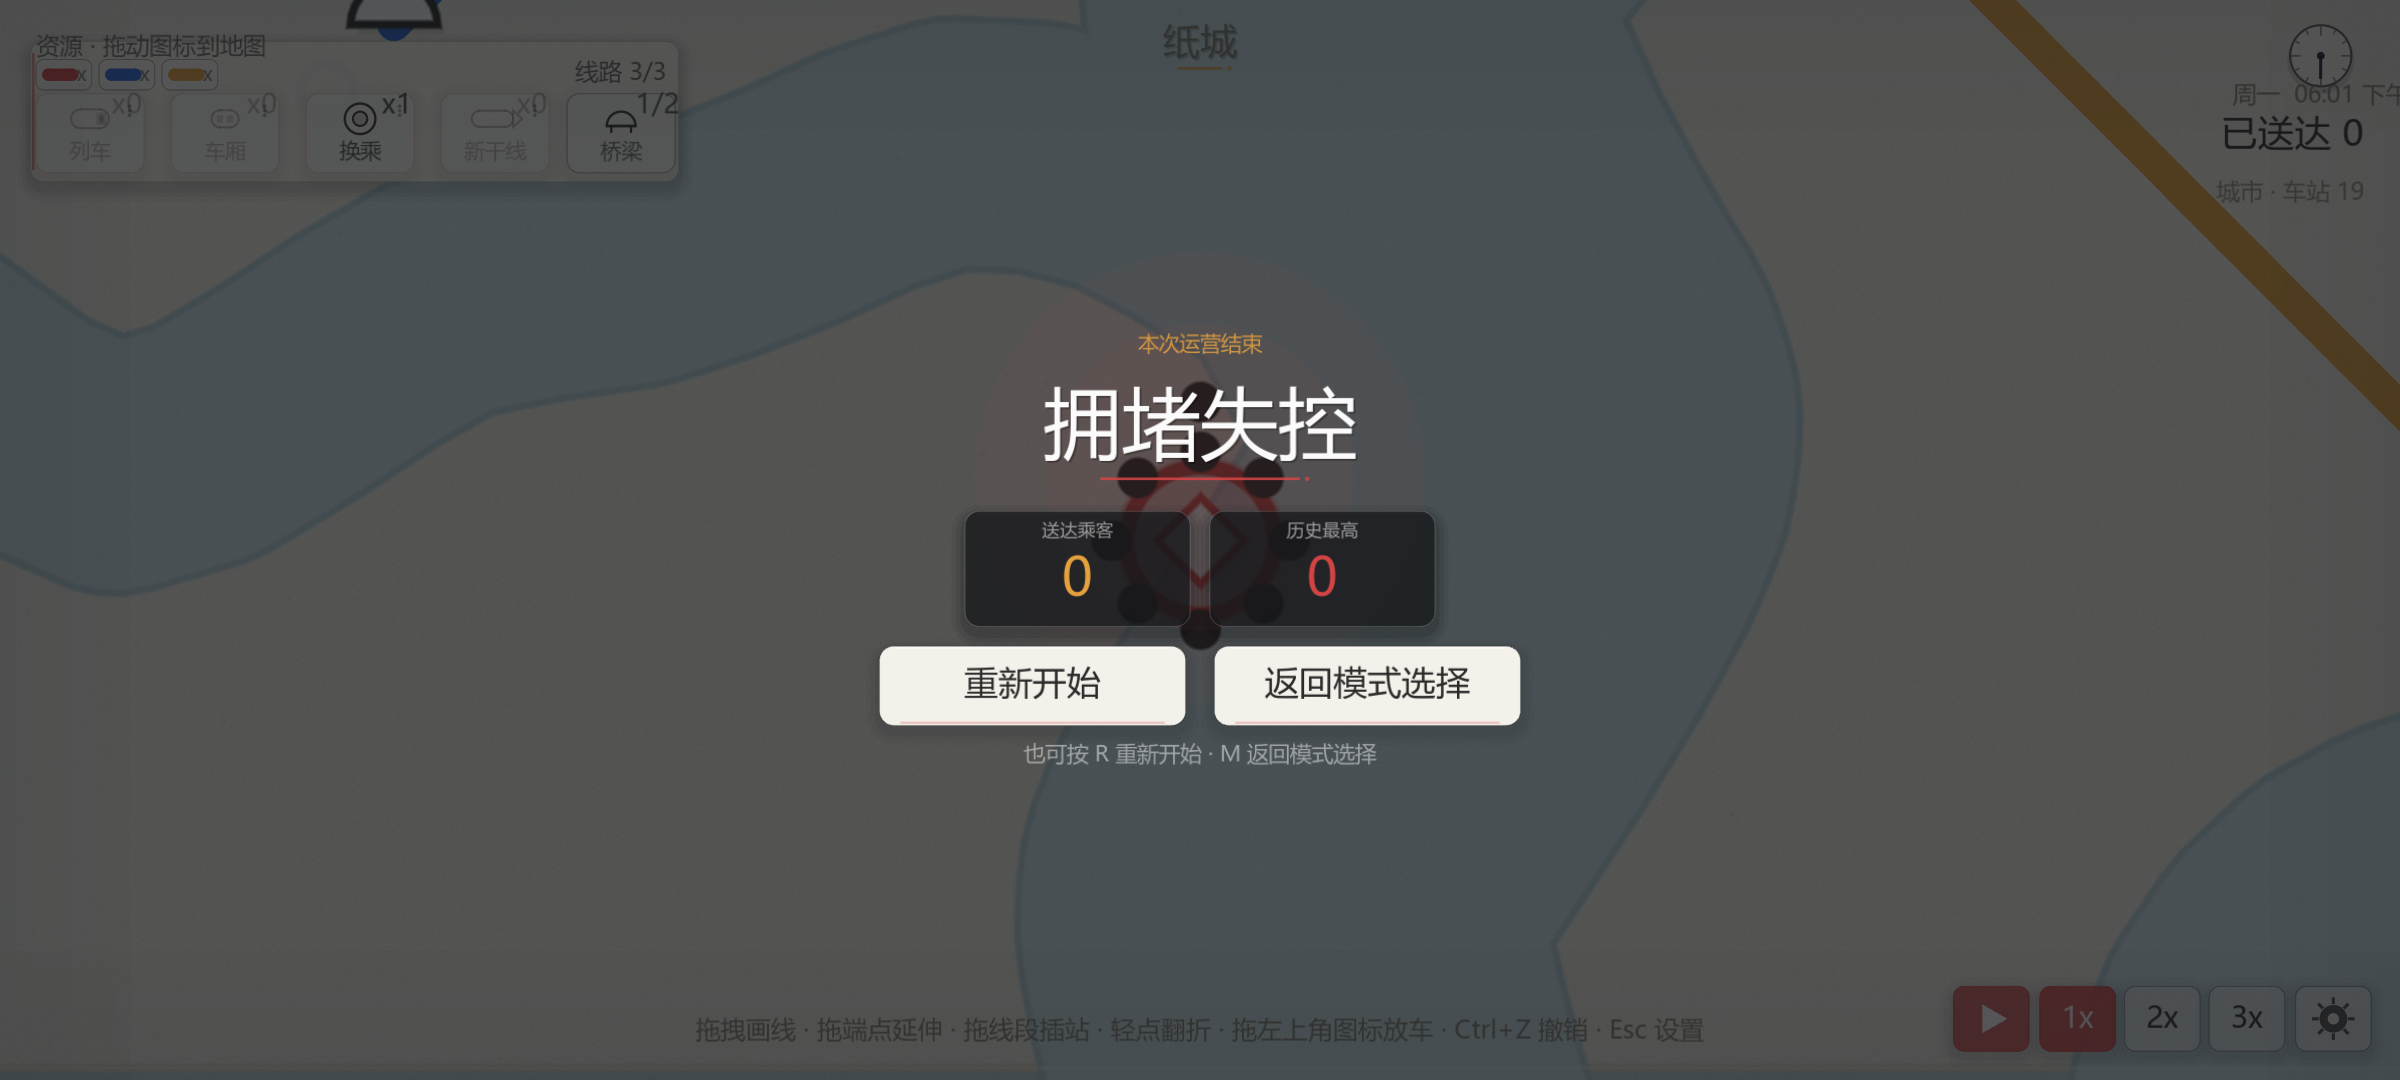 资源 · 拖动图标到地图
x x x
线路 3/3
x0 列车
x0 车厢
x1 换乘
x0 新干线
1/2 桥梁
纸城
周一 06:01 下午
已送达 0
城市 · 车站 19
本次运营结束
拥堵失控
送达乘客
0
历史最高
0
重新开始
返回模式选择
也可按 R 重新开始 · M 返回模式选择
拖拽画线 · 拖端点延伸 · 拖线段插站 · 轻点翻折 · 拖左上角图标放车 · Ctrl+Z 撤销 · Esc 设置
1x
2x
3x